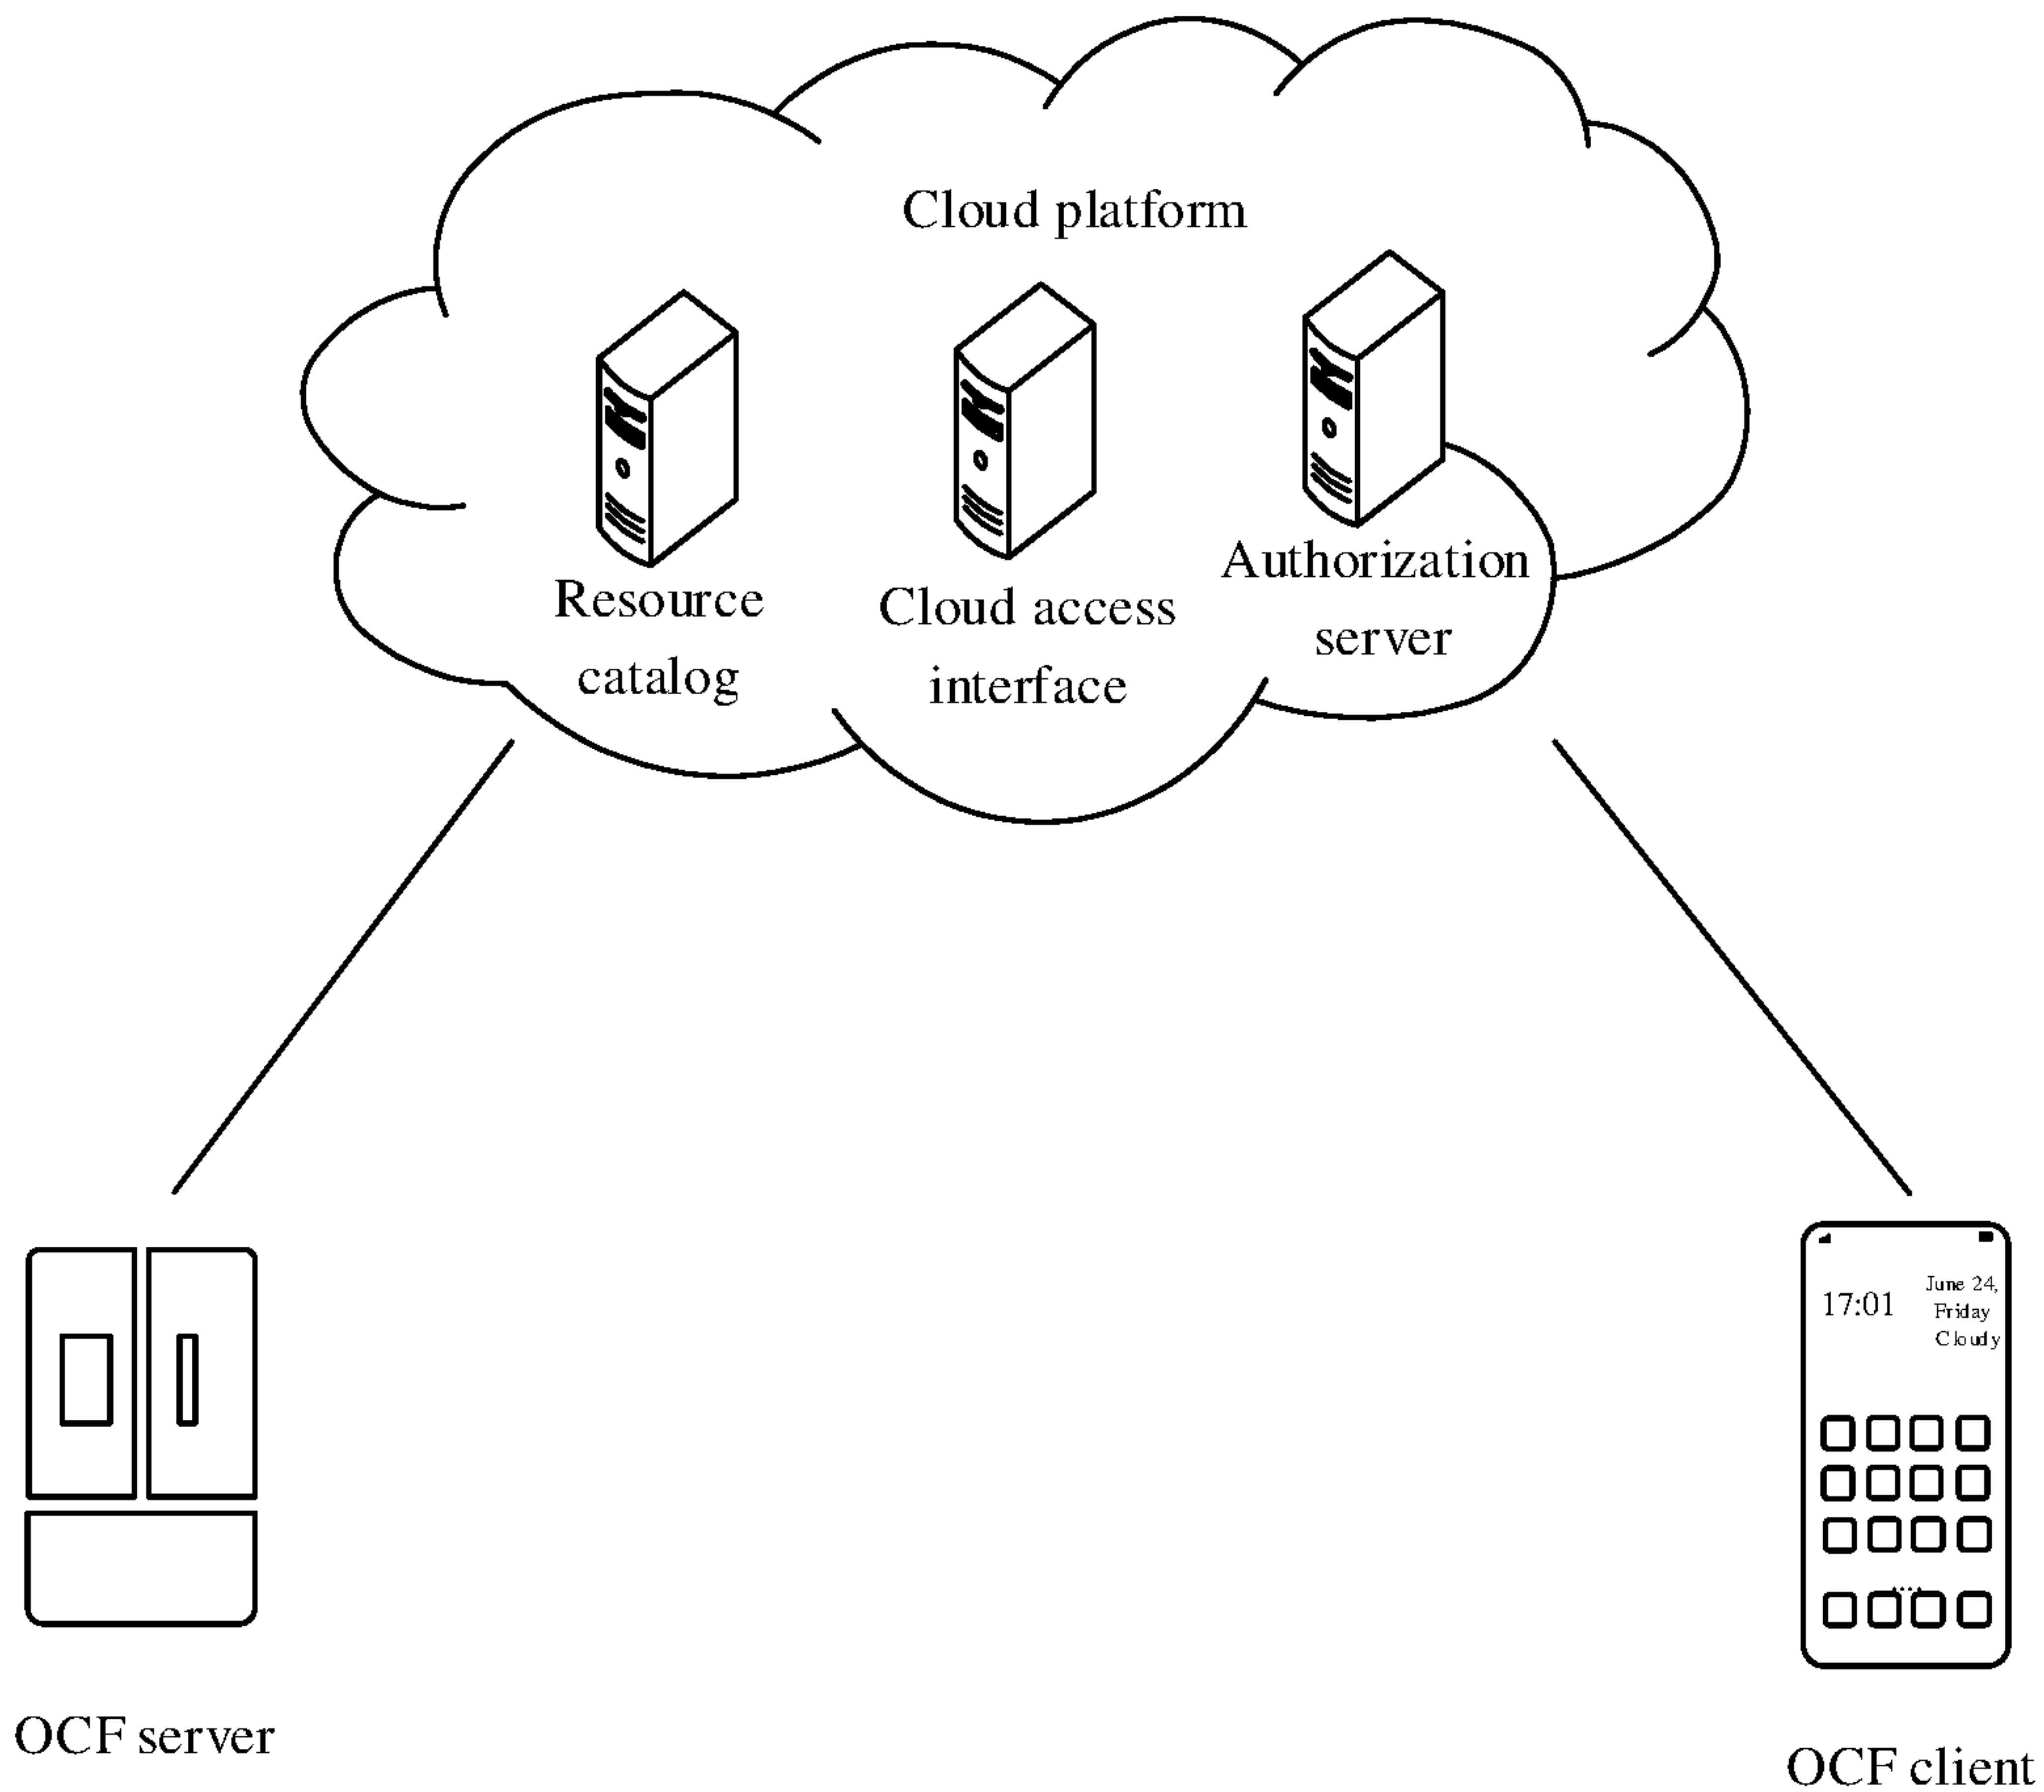 Cloud platform
Resource
catalog
Cloud access
interface
Authorization
server
17:01
June 24,
Friday
Cloudy
OCF server
OCF client